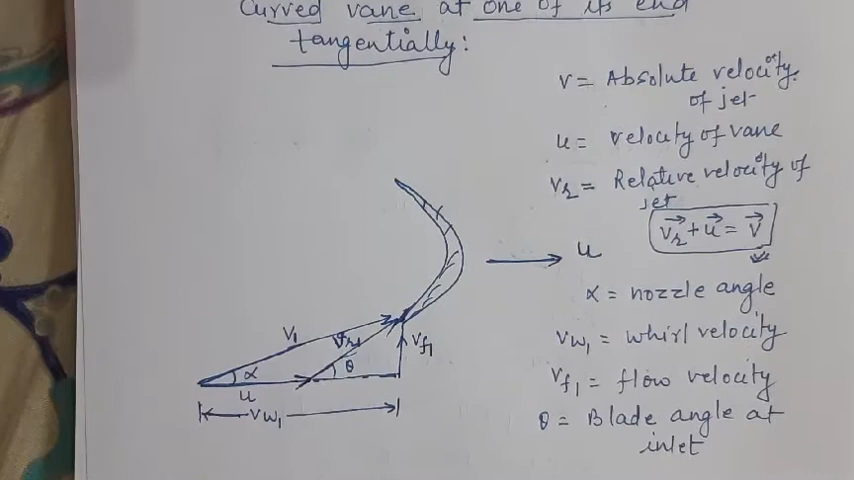 Curved vane at one of its end
tangentially:
V = Absolute velocity
of jet
u = velocity of vane
Vr = Relative velocity of
jet
Vr + u = V
u
α = nozzle angle
Vw1 = whirl velocity
Vf1 = flow velocity
θ = Blade angle at
inlet
V1
Vr1
Vf1
α
θ
u
Vw1